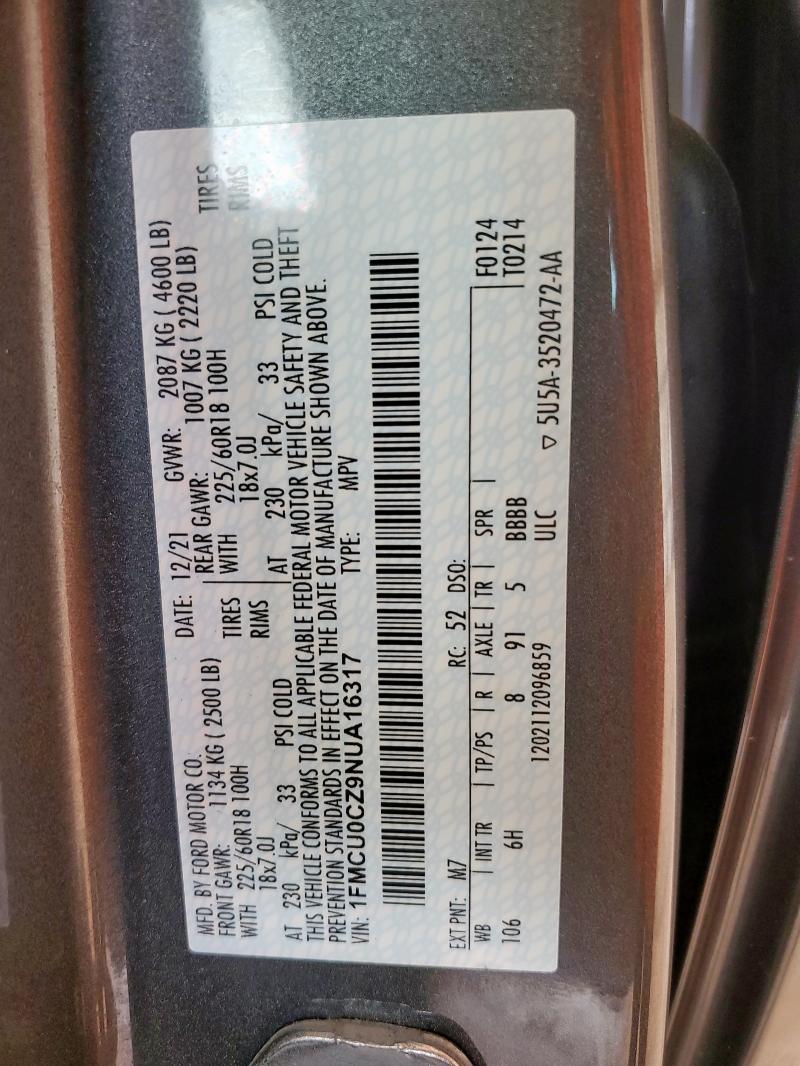 MFD. BY FORD MOTOR CO.
DATE: 12/21 GVWR: 2087 KG ( 4600 LB)
FRONT GAWR: 1134 KG ( 2500 LB) REAR GAWR: 1007 KG ( 2220 LB)
WITH 225/60R18 100H TIRES WITH 225/60R18 100H TIRES
18x7.0J RIMS 18x7.0J RIMS
AT 230 kPa/ 33 PSI COLD AT 230 kPa/ 33 PSI COLD
THIS VEHICLE CONFORMS TO ALL APPLICABLE FEDERAL MOTOR VEHICLE SAFETY AND THEFT
PREVENTION STANDARDS IN EFFECT ON THE DATE OF MANUFACTURE SHOWN ABOVE.
VIN: 1FMCU0CZ9NUA16317 TYPE: MPV
EXT PNT: M7 RC: 52 DSO:
WB INT TR TP/PS R AXLE TR SPR F0124
106 6H 8 91 5 BBBB T0214
1202112096859 ULC
▽ 5U5A-3520472-AA